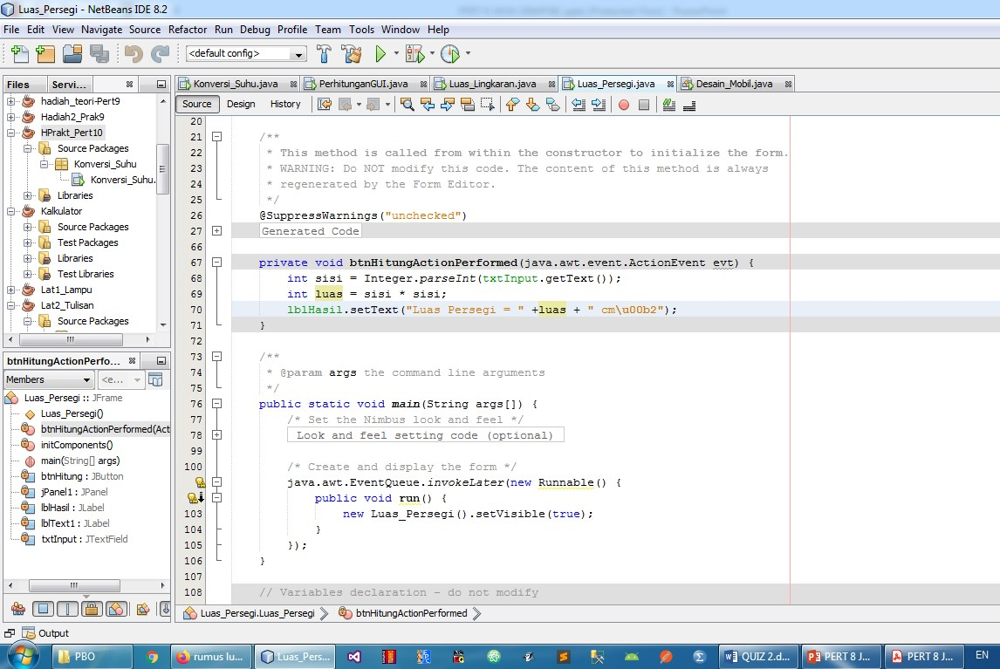 Luas_Persegi - NetBeans IDE 8.2
File Edit View Navigate Source Refactor Run Debug Profile Team Tools Window Help
<default config>
Files Servi...
Konversi_Suhu.java PerhitunganGUI.java Luas_Lingkaran.java Luas_Persegi.java Desain_Mobil.java
Source Design History
hadiah_teori-Pert9
Hadiah2_Prak9
HPrakt_Pert10
Source Packages
Konversi_Suhu
Konversi_Suhu.
Libraries
Kalkulator
Source Packages
Test Packages
Libraries
Test Libraries
Lat1_Lampu
Lat2_Tulisan
Source Packages
btnHitungActionPerfo...
Members <e...
Luas_Persegi :: JFrame
Luas_Persegi()
btnHitungActionPerformed(Act
initComponents()
main(String[] args)
btnHitung : JButton
jPanel1 : JPanel
lblHasil : JLabel
lblText1 : JLabel
txtInput : JTextField
20
21 /**
22 * This method is called from within the constructor to initialize the form.
23 * WARNING: Do NOT modify this code. The content of this method is always
24 * regenerated by the Form Editor.
25 */
26 @SuppressWarnings("unchecked")
27 Generated Code
66
67 private void btnHitungActionPerformed(java.awt.event.ActionEvent evt) {
68 int sisi = Integer.parseInt(txtInput.getText());
69 int luas = sisi * sisi;
70 lblHasil.setText("Luas Persegi = " +luas + " cm\u00b2");
71 }
72
73 /**
74 * @param args the command line arguments
75 */
76 public static void main(String args[]) {
77 /* Set the Nimbus look and feel */
78 Look and feel setting code (optional)
99
100 /* Create and display the form */
java.awt.EventQueue.invokeLater(new Runnable() {
public void run() {
103 new Luas_Persegi().setVisible(true);
104 }
105 });
106 }
107
108 // Variables declaration - do not modify
Luas_Persegi.Luas_Persegi btnHitungActionPerformed
Output
PBO rumus lu... Luas_Pers... QUIZ 2.d... PERT 8 J... PERT 8 J... EN